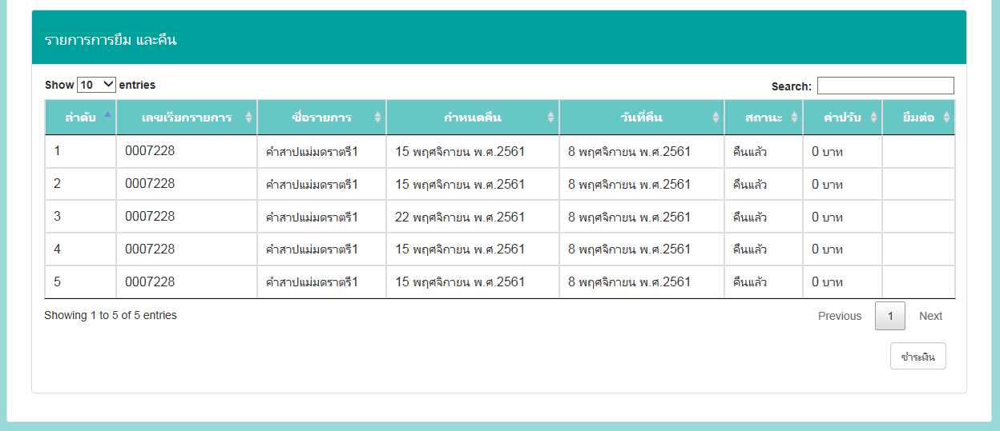 รายการการยืม และคืน
Show 10 entries Search:
ลำดับ เลขเรียกรายการ ชื่อรายการ กำหนดคืน วันที่คืน สถานะ ค่าปรับ ยืมต่อ
1 0007228 คำสาปแม่มดราตรี1 15 พฤศจิกายน พ.ศ.2561 8 พฤศจิกายน พ.ศ.2561 คืนแล้ว 0 บาท
2 0007228 คำสาปแม่มดราตรี1 15 พฤศจิกายน พ.ศ.2561 8 พฤศจิกายน พ.ศ.2561 คืนแล้ว 0 บาท
3 0007228 คำสาปแม่มดราตรี1 22 พฤศจิกายน พ.ศ.2561 8 พฤศจิกายน พ.ศ.2561 คืนแล้ว 0 บาท
4 0007228 คำสาปแม่มดราตรี1 15 พฤศจิกายน พ.ศ.2561 8 พฤศจิกายน พ.ศ.2561 คืนแล้ว 0 บาท
5 0007228 คำสาปแม่มดราตรี1 15 พฤศจิกายน พ.ศ.2561 8 พฤศจิกายน พ.ศ.2561 คืนแล้ว 0 บาท
Showing 1 to 5 of 5 entries Previous 1 Next
ชำระเงิน